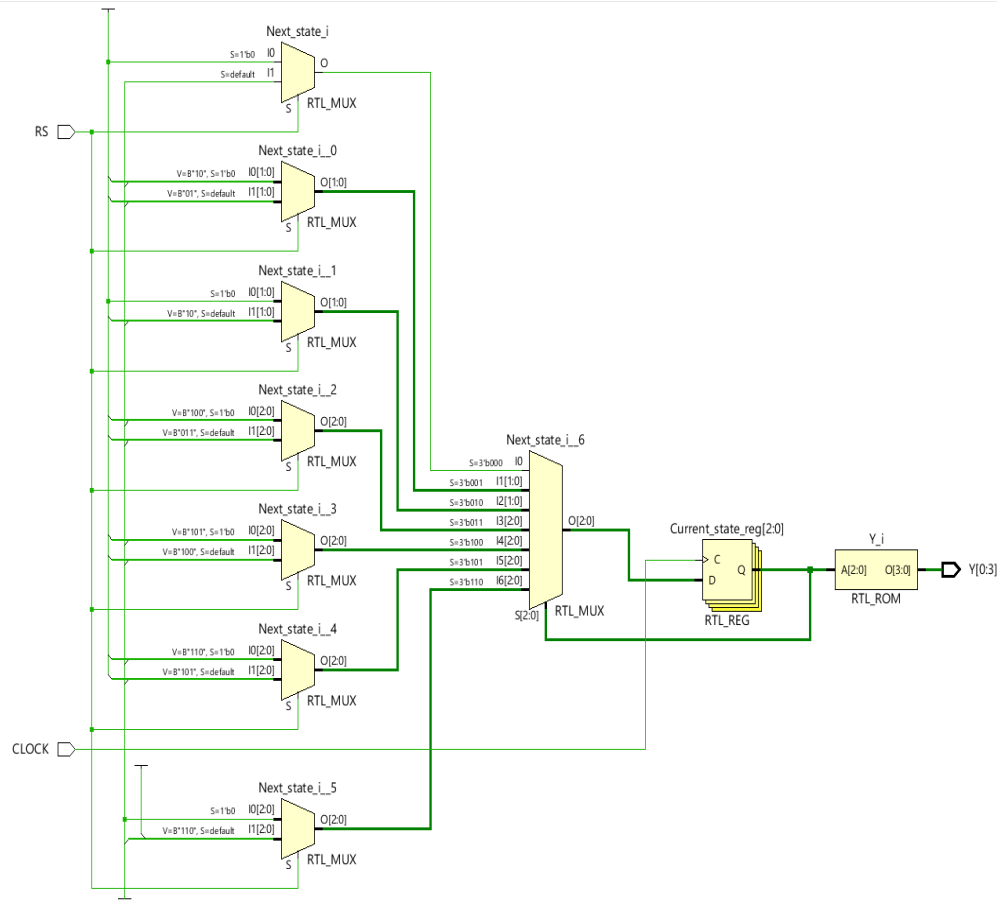 Next_state_i
S=1'b0 I0 O
S=default I1
S RTL_MUX
RS
Next_state_i__0
V=B"10", S=1'b0 I0[1:0] O[1:0]
V=B"01", S=default I1[1:0]
S RTL_MUX
Next_state_i__1
S=1'b0 I0[1:0] O[1:0]
V=B"10", S=default I1[1:0]
S RTL_MUX
Next_state_i__2
V=B"100", S=1'b0 I0[2:0] O[2:0]
V=B"011", S=default I1[2:0]
S RTL_MUX
Next_state_i__3
V=B"101", S=1'b0 I0[2:0] O[2:0]
V=B"100", S=default I1[2:0]
S RTL_MUX
Next_state_i__4
V=B"110", S=1'b0 I0[2:0] O[2:0]
V=B"101", S=default I1[2:0]
S RTL_MUX
CLOCK
Next_state_i__5
S=1'b0 I0[2:0] O[2:0]
V=B"110", S=default I1[2:0]
S RTL_MUX
Next_state_i__6
S=3'b000 I0
S=3'b001 I1[1:0]
S=3'b010 I2[1:0]
S=3'b011 I3[2:0] O[2:0]
S=3'b100 I4[2:0]
S=3'b101 I5[2:0]
S=3'b110 I6[2:0]
S[2:0] RTL_MUX
Current_state_reg[2:0]
C
D Q
RTL_REG
Y_i
A[2:0] O[3:0]
RTL_ROM
Y[0:3]